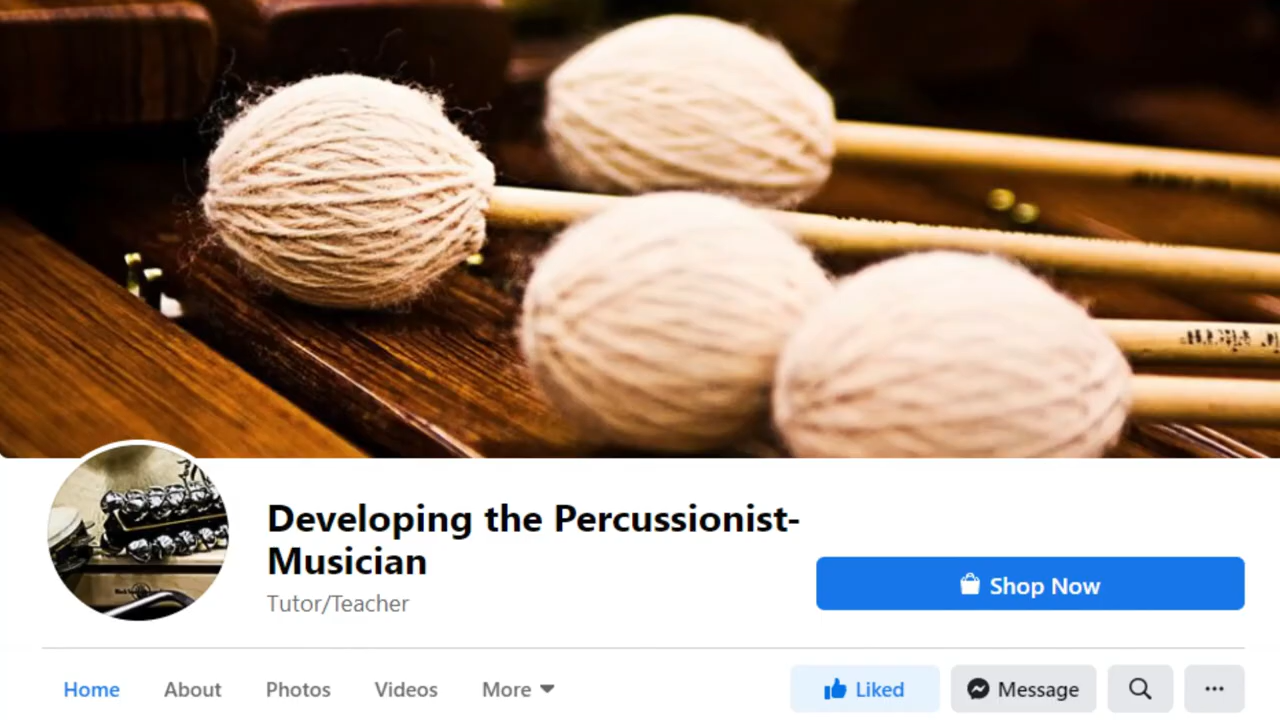 Developing the Percussionist-
Musician
Tutor/Teacher
Shop Now
Home About Photos Videos More
Liked Message